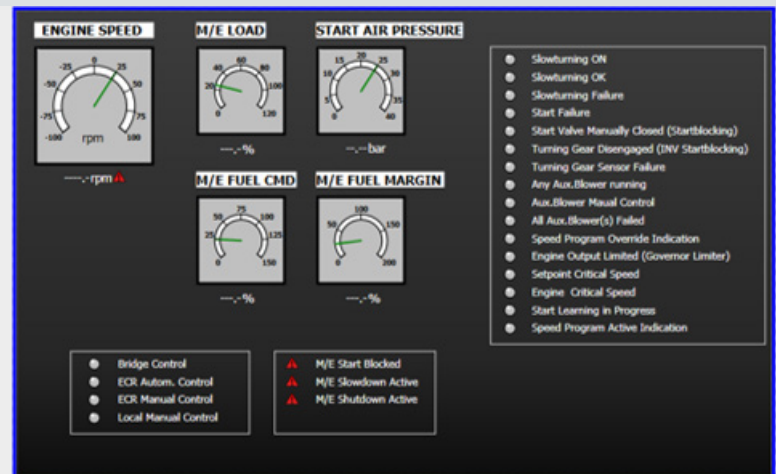 ENGINE SPEED
M/E LOAD
START AIR PRESSURE
-100 -75 -50 -25 0 25 50 75 100
rpm
---.-rpm
0 20 40 60 80 100 120
---.-%
0 5 10 15 20 25 30 35 40
--.--bar
M/E FUEL CMD
M/E FUEL MARGIN
0 25 50 75 100 125 150
---.-%
0 50 100 150 200
---.-%
Slowturning ON
Slowturning OK
Slowturning Failure
Start Failure
Start Valve Manually Closed (Startblocking)
Turning Gear Disengaged (INV Startblocking)
Turning Gear Sensor Failure
Any Aux.Blower running
Aux.Blower Maual Control
All Aux.Blower(s) Failed
Speed Program Override Indication
Engine Output Limited (Governor Limiter)
Setpoint Critical Speed
Engine Critical Speed
Start Learning in Progress
Speed Program Active Indication
Bridge Control
ECR Autom. Control
ECR Manual Control
Local Manual Control
M/E Start Blocked
M/E Slowdown Active
M/E Shutdown Active